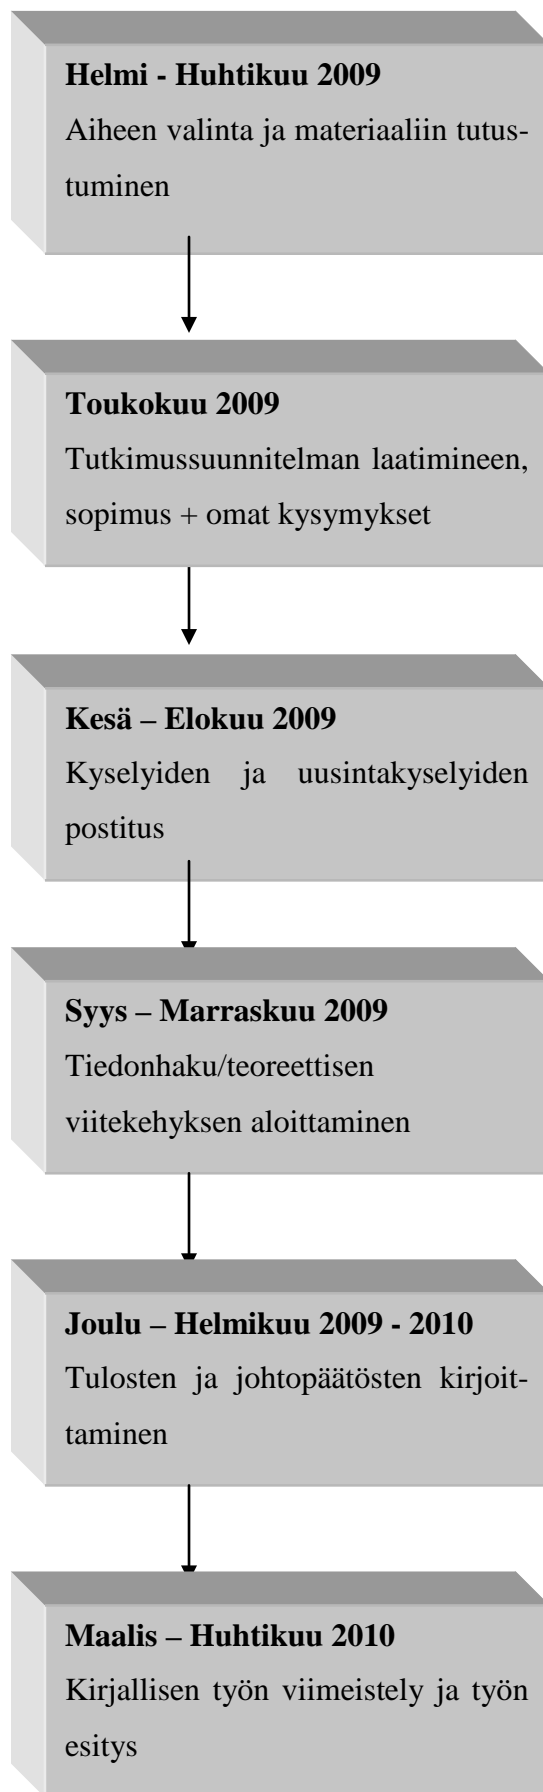 Helmi - Huhtikuu 2009
Aiheen valinta ja materiaaliin tutus-
tuminen
Toukokuu 2009
Tutkimussuunnitelman laatimineen,
sopimus + omat kysymykset
Kesä – Elokuu 2009
Kyselyiden ja uusintakyselyiden
postitus
Syys – Marraskuu 2009
Tiedonhaku/teoreettisen
viitekehyksen aloittaminen
Joulu – Helmikuu 2009 - 2010
Tulosten ja johtopäätösten kirjoit-
taminen
Maalis – Huhtikuu 2010
Kirjallisen työn viimeistely ja työn
esitys